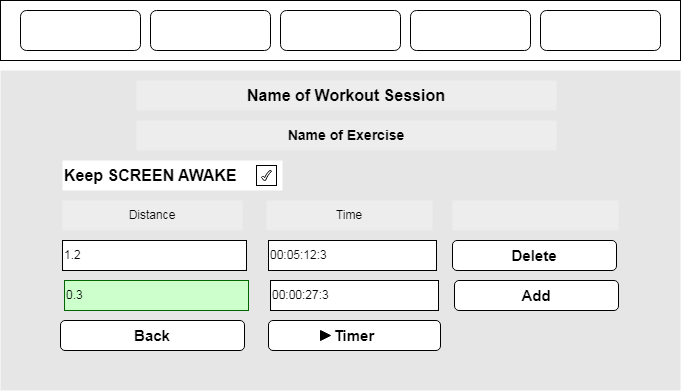 Name of Workout Session
Name of Exercise
Keep SCREEN AWAKE ✓
Distance Time
1.2 00:05:12:3 Delete
0.3 00:00:27:3 Add
Back ▶ Timer